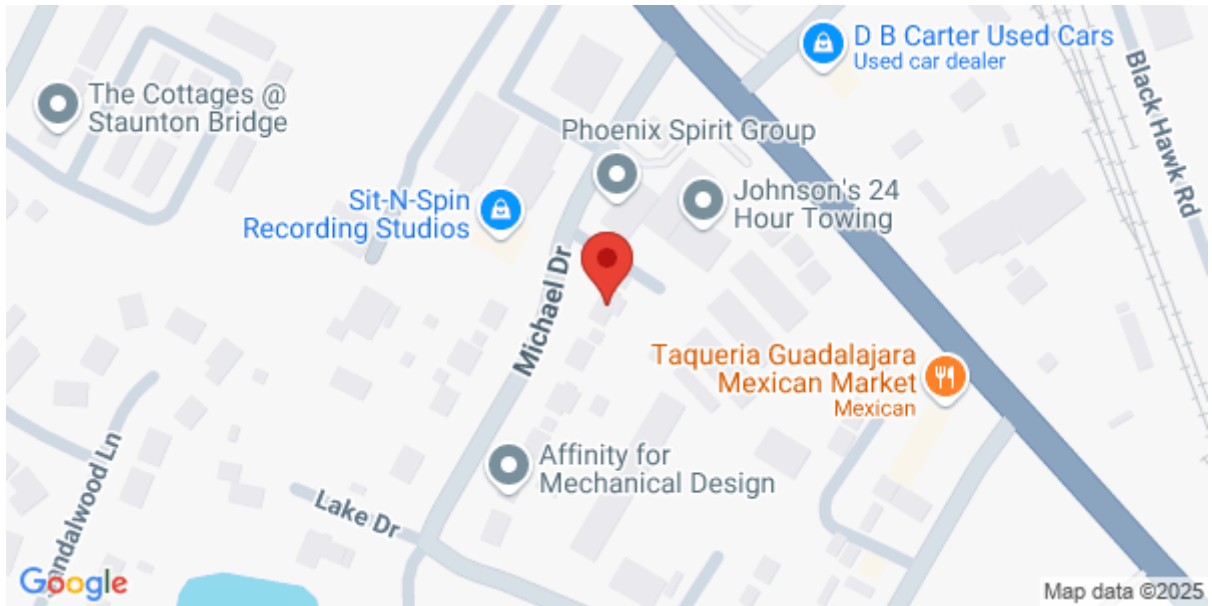 D B Carter Used Cars
Used car dealer
Black Hawk Rd
The Cottages @
Staunton Bridge
Phoenix Spirit Group
Sit-N-Spin
Recording Studios
Johnson's 24
Hour Towing
Michael Dr
Taqueria Guadalajara
Mexican Market
Mexican
Affinity for
Mechanical Design
andalwood Ln
Lake Dr
Google
Map data ©2025